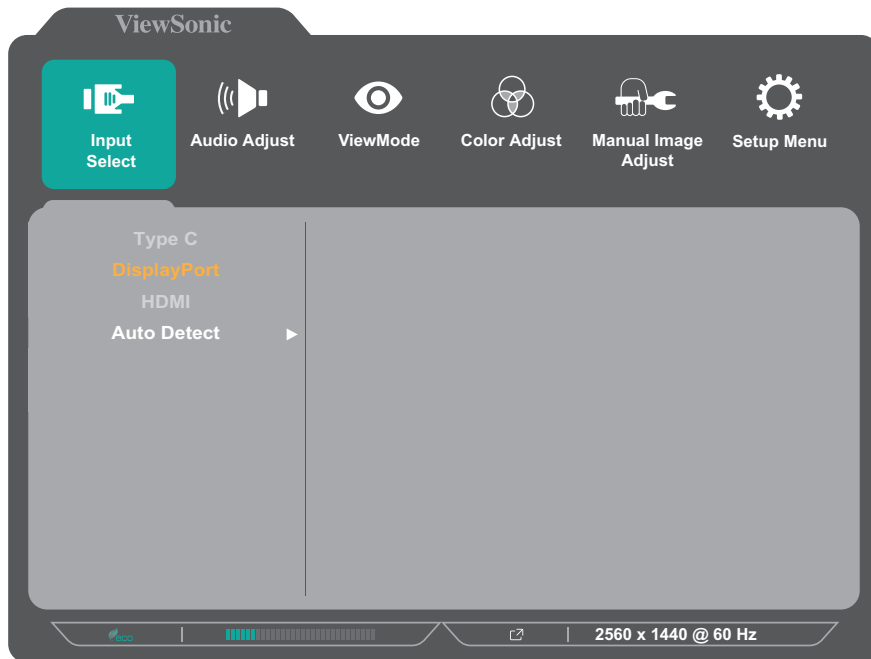 ViewSonic
Input
Select
Audio Adjust
ViewMode
Color Adjust
Manual Image
Adjust
Setup Menu
Type C
DisplayPort
HDMI
Auto Detect
eco
2560 x 1440 @ 60 Hz